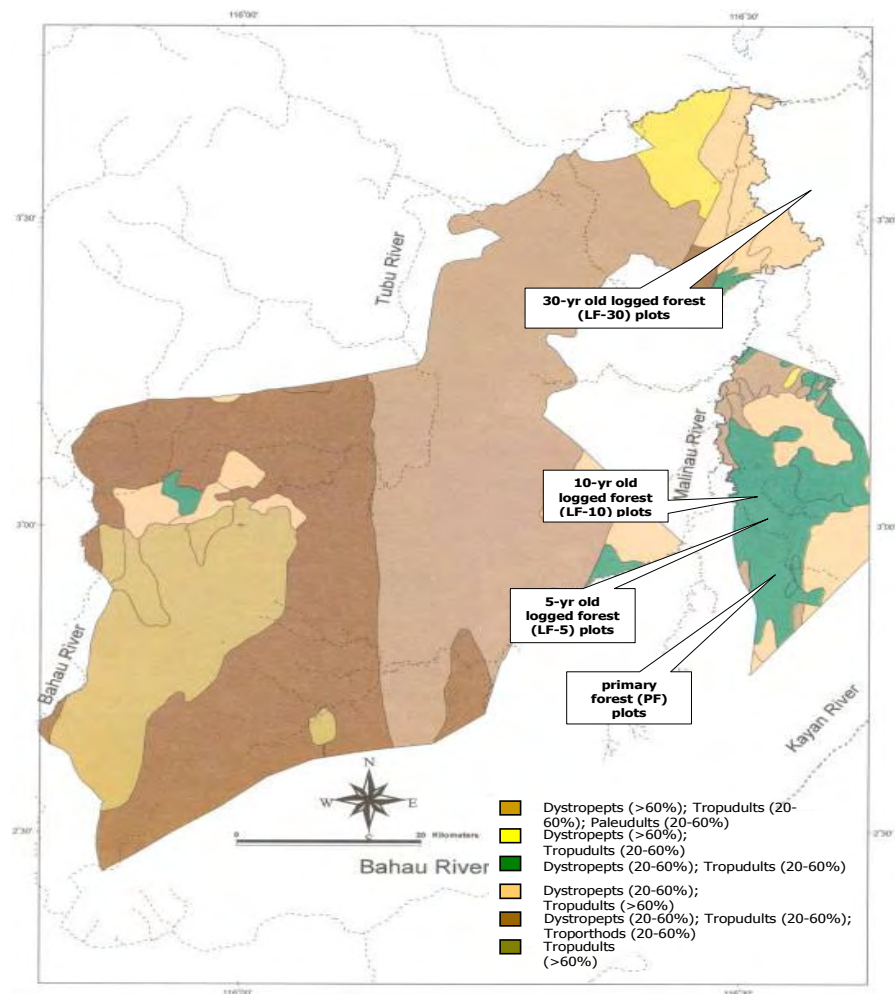 116°00'
116°30'
3°30'
3°30'
Tubu River
30-yr old logged forest
(LF-30) plots
Malinau River
10-yr old
logged forest
(LF-10) plots
3°00'
3°00'
5-yr old
logged forest
(LF-5) plots
Bahau River
primary
forest (PF)
plots
Kayan River
N
W
E
S
0
20 Kilometers
2°30'
2°30'
Bahau River
Dystropepts (>60%); Tropudults (20-
60%); Paleudults (20-60%)
Dystropepts (>60%);
Tropudults (20-60%)
Dystropepts (20-60%); Tropudults (20-60%)
Dystropepts (20-60%);
Tropudults (>60%)
Dystropepts (20-60%); Tropudults (20-60%);
Troporthods (20-60%)
Tropudults
(>60%)
116°00'
116°30'